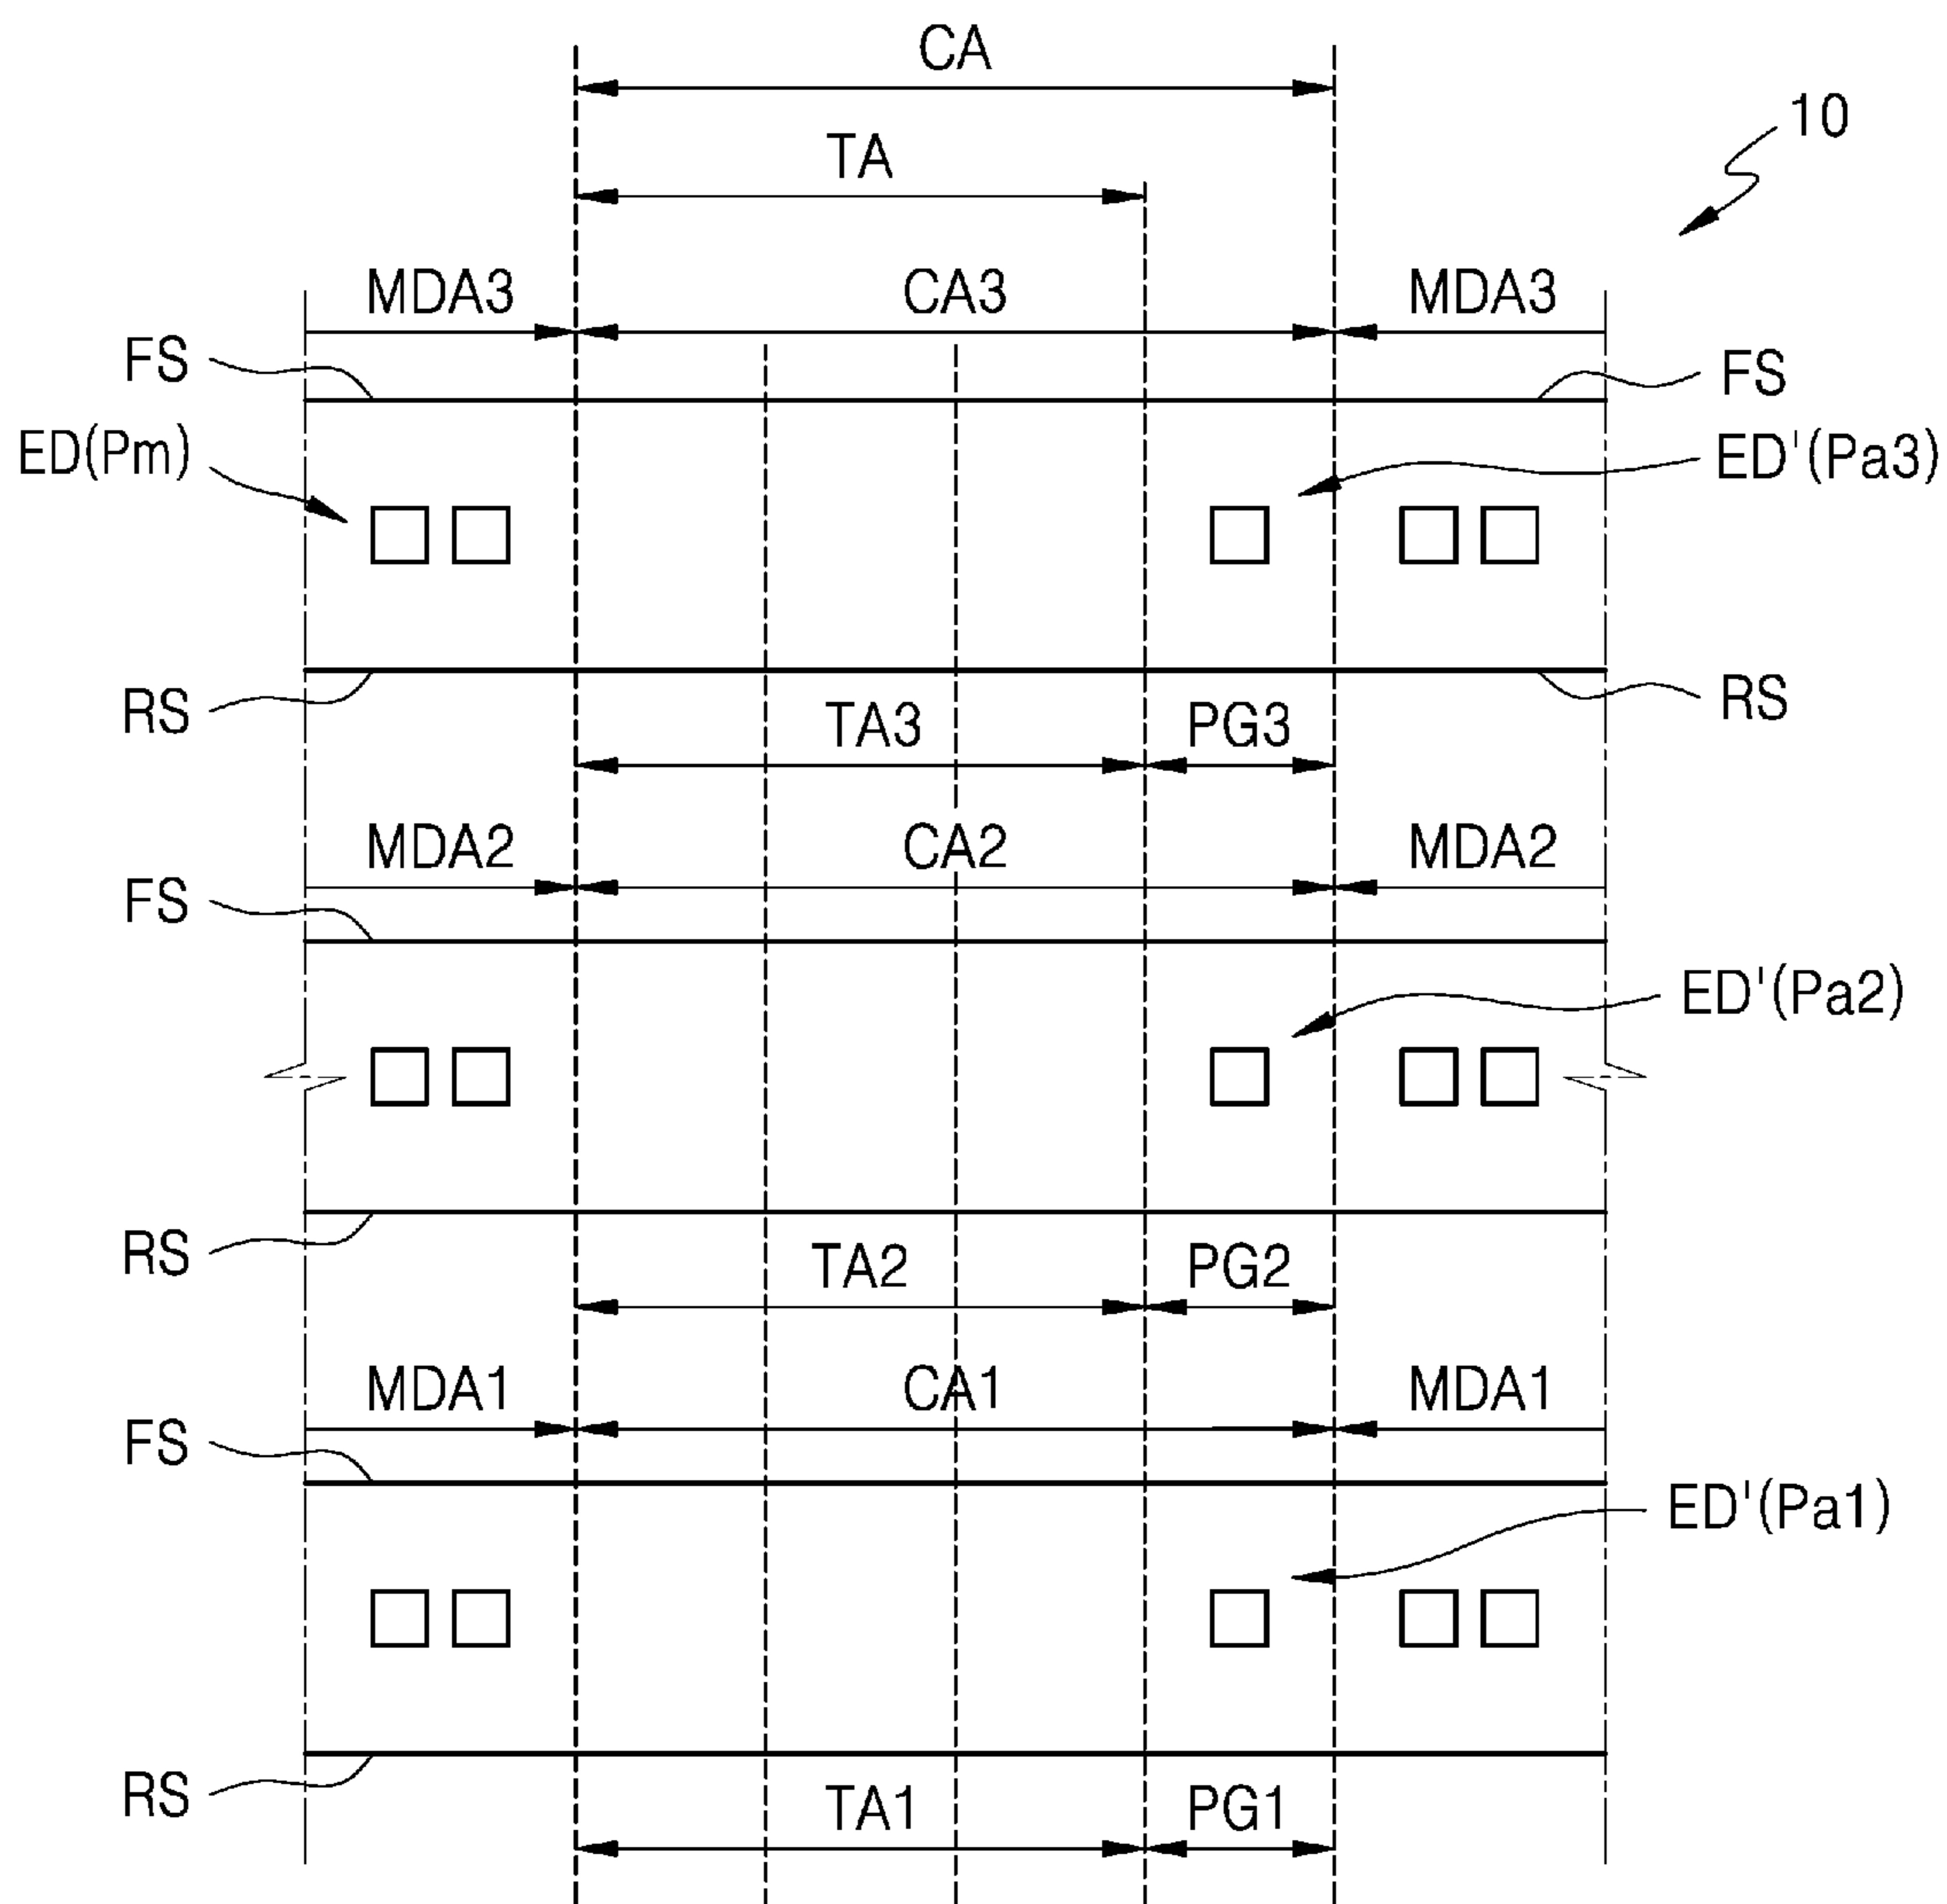 CA
10
TA
MDA3 CA3 MDA3
FS FS
ED(Pm) ED'(Pa3)
RS RS
TA3 PG3
MDA2 CA2 MDA2
FS
ED'(Pa2)
RS
TA2 PG2
MDA1 CA1 MDA1
FS
ED'(Pa1)
RS
TA1 PG1